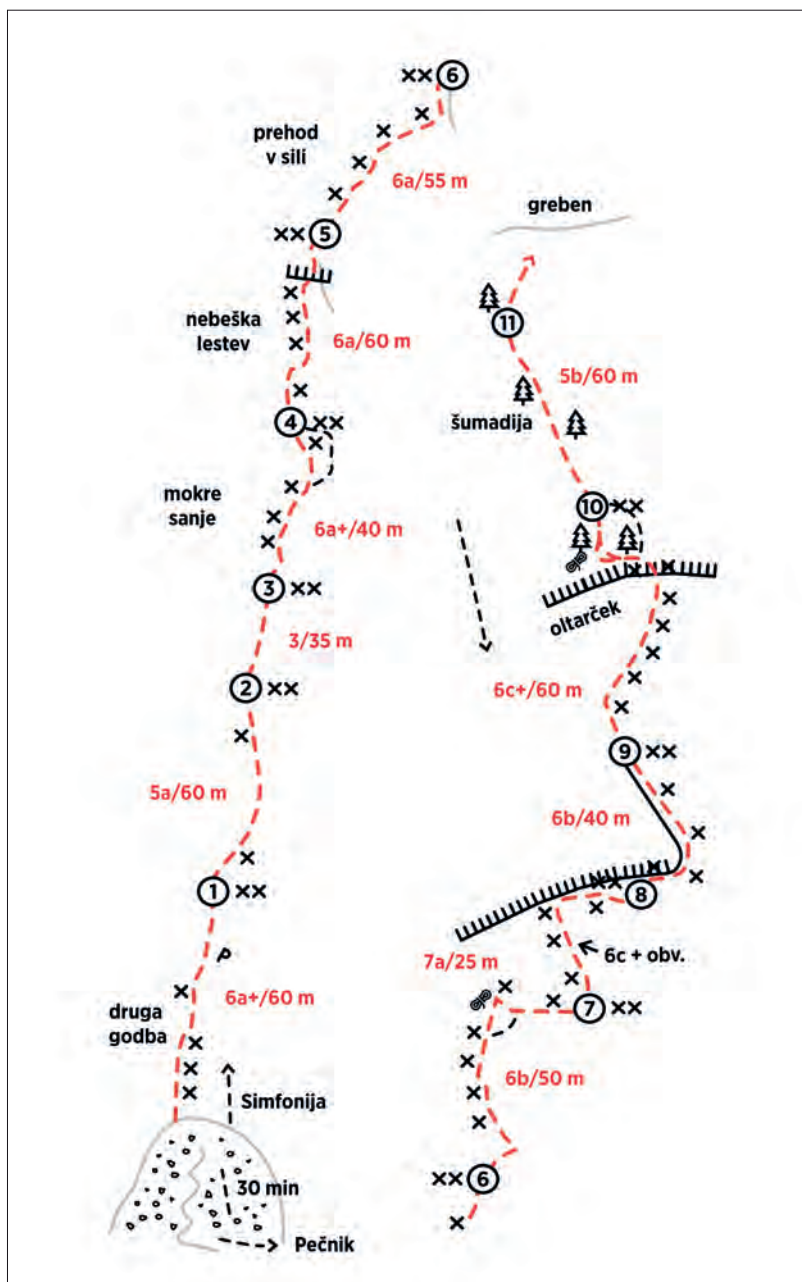 6
prehod
v sili
6a/55 m
5
nebeška
lestev
6a/60 m
4
mokre
sanje
6a+/40 m
3
3/35 m
2
5a/60 m
1
P
6a+/60 m
druga
godba
Simfonija
30 min
Pečnik
greben
11
5b/60 m
šumadija
10
oltarček
6c+/60 m
9
6b/40 m
8
6c + obv.
7a/25 m
7
6b/50 m
6